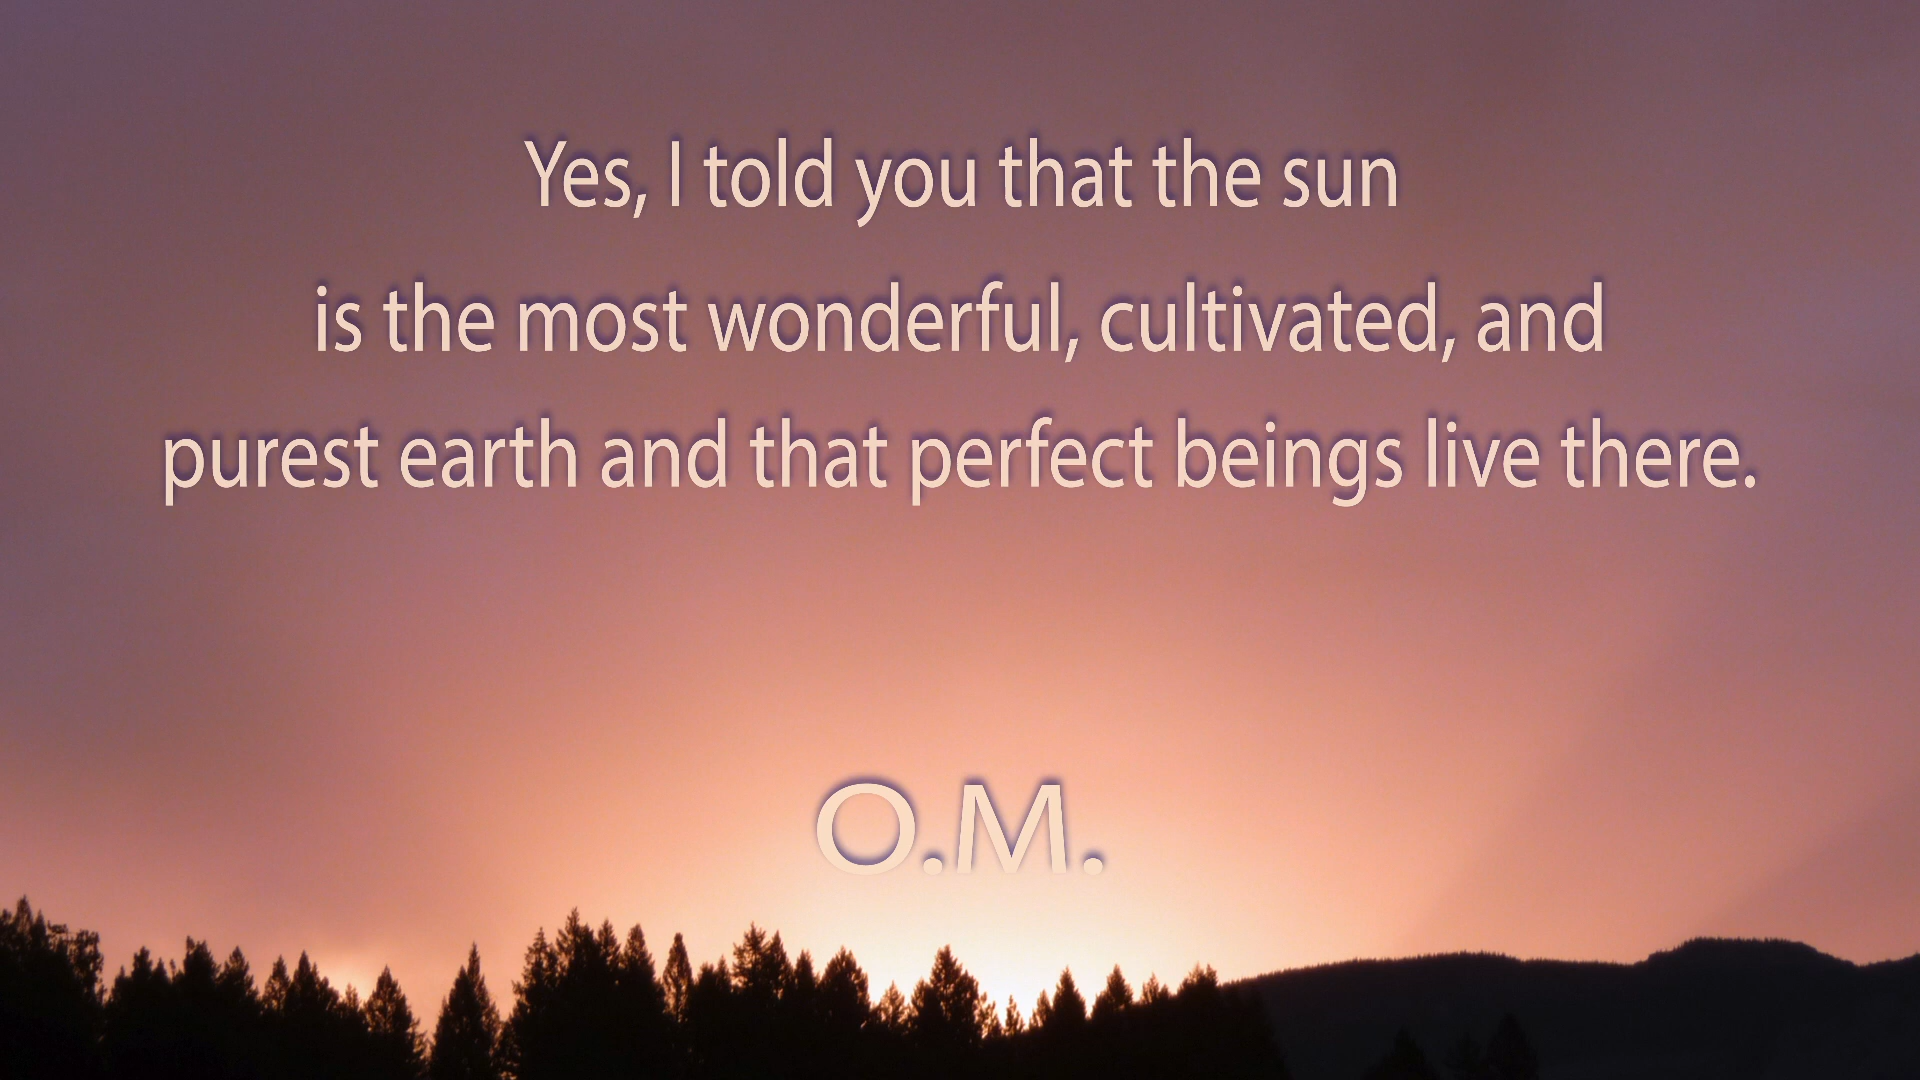 Yes, I told you that the sun
is the most wonderful, cultivated, and
purest earth and that perfect beings live there.
O.M.